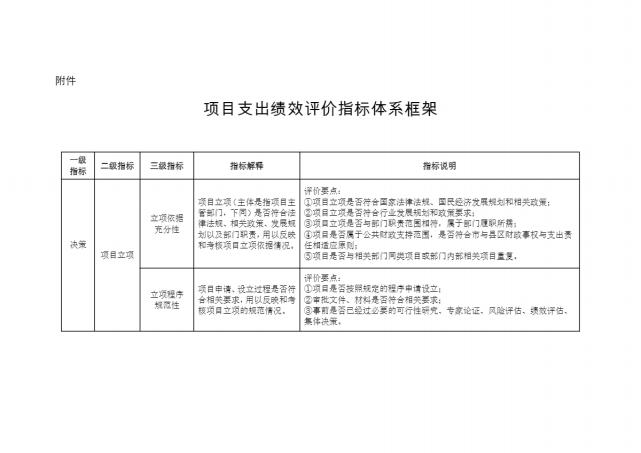 附件
项目支出绩效评价指标体系框架
一级
指标
二级指标
三级指标
指标解释
指标说明
决策
项目立项
立项依据
充分性
项目立项（主体是指项目主
管部门，下同）是否符合法
律法规、相关政策、发展规
划以及部门职责，用以反映
和考核项目立项依据情况。
评价要点：
①项目立项是否符合国家法律法规、国民经济发展规划和相关政策；
②项目立项是否符合行业发展规划和政策要求；
③项目立项是否与部门职责范围相符，属于部门履职所需；
④项目是否属于公共财政支持范围，是否符合市与县区财政事权与支出责
任相适应原则；
⑤项目是否与相关部门同类项目或部门内部相关项目重复。
立项程序
规范性
项目申请、设立过程是否符
合相关要求，用以反映和考
核项目立项的规范情况。
评价要点：
①项目是否按照规定的程序申请设立；
②审批文件、材料是否符合相关要求；
③事前是否已经过必要的可行性研究、专家论证、风险评估、绩效评估、
集体决策。